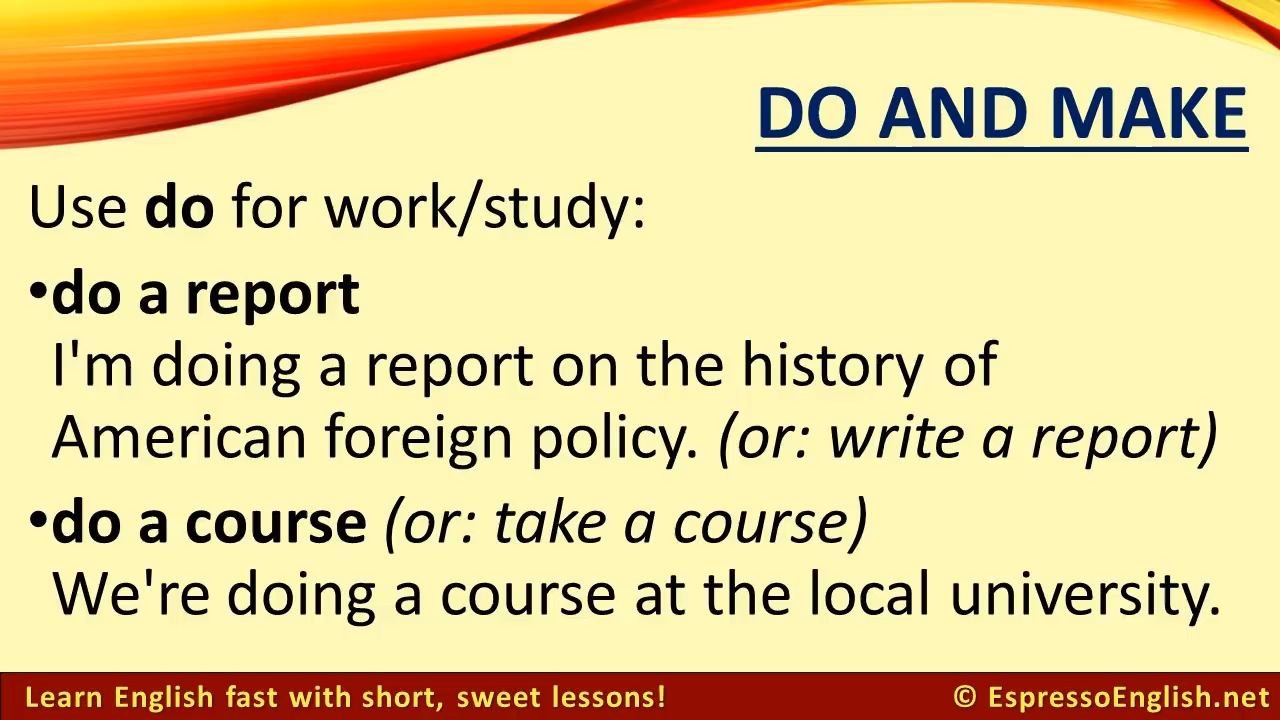 DO AND MAKE
Use do for work/study:
•do a report
I'm doing a report on the history of
American foreign policy. (or: write a report)
•do a course (or: take a course)
We're doing a course at the local university.
Learn English fast with short, sweet lessons!
© EspressoEnglish.net